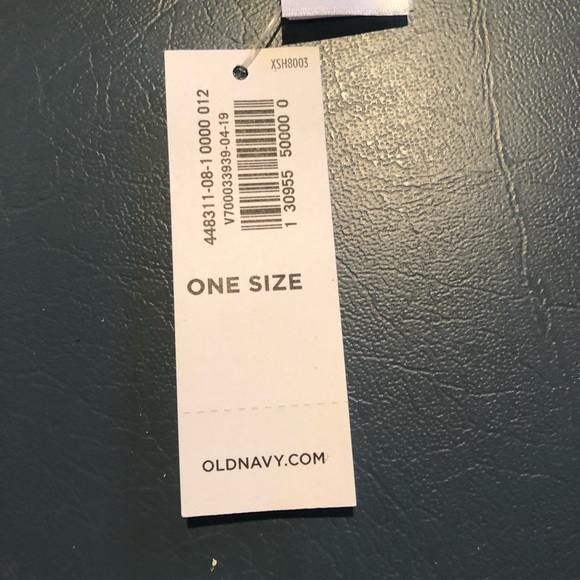 XSH8003
448311-08-1 0000 012
V700033939-04-19
1 30955 50000 0
ONE SIZE
OLDNAVY.COM